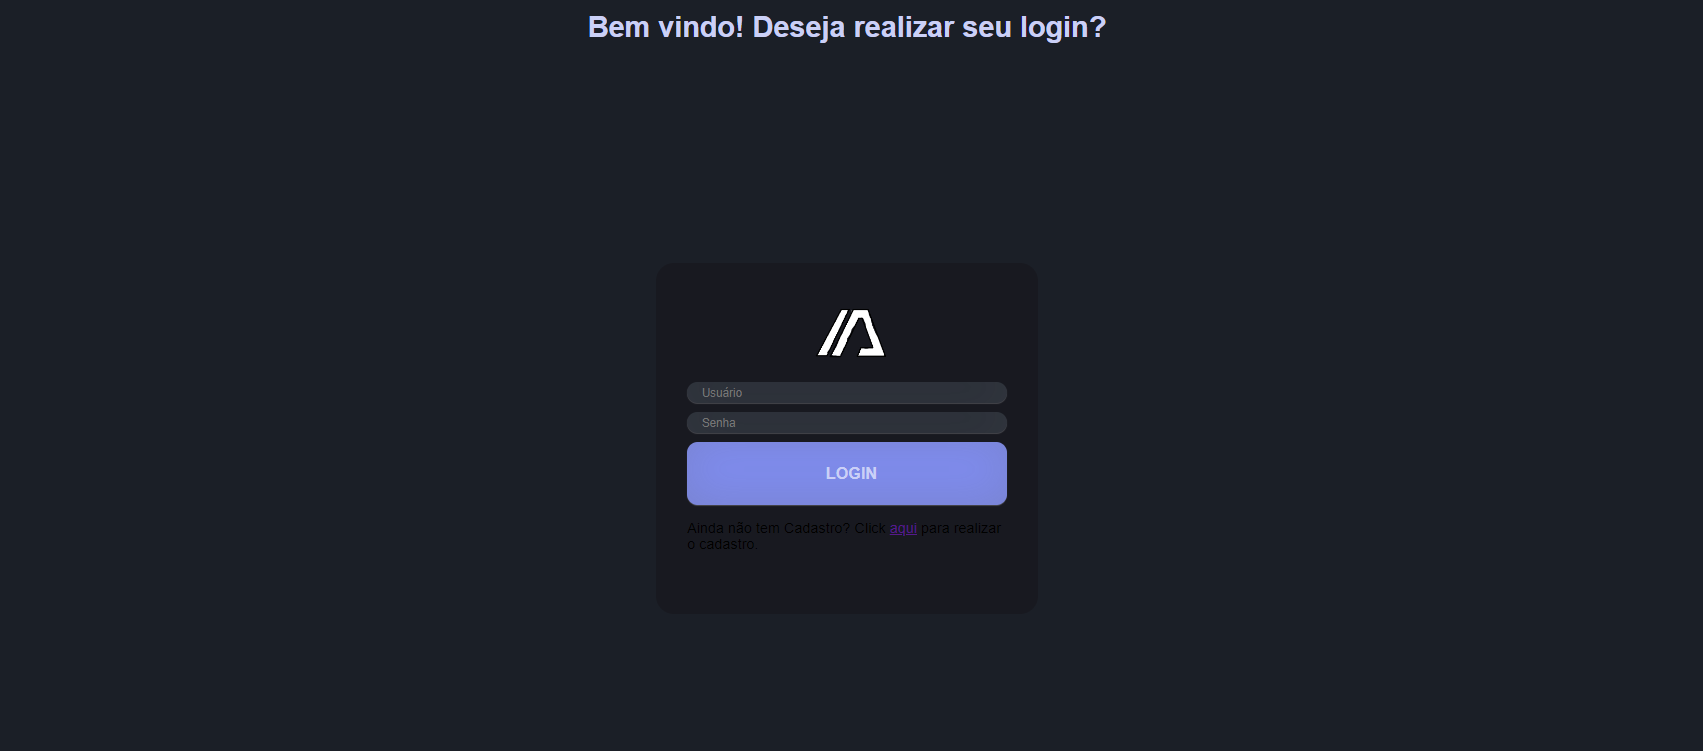 Bem vindo! Deseja realizar seu login?
Usuário
Senha
LOGIN
Ainda não tem Cadastro? Click aqui para realizar
o cadastro.